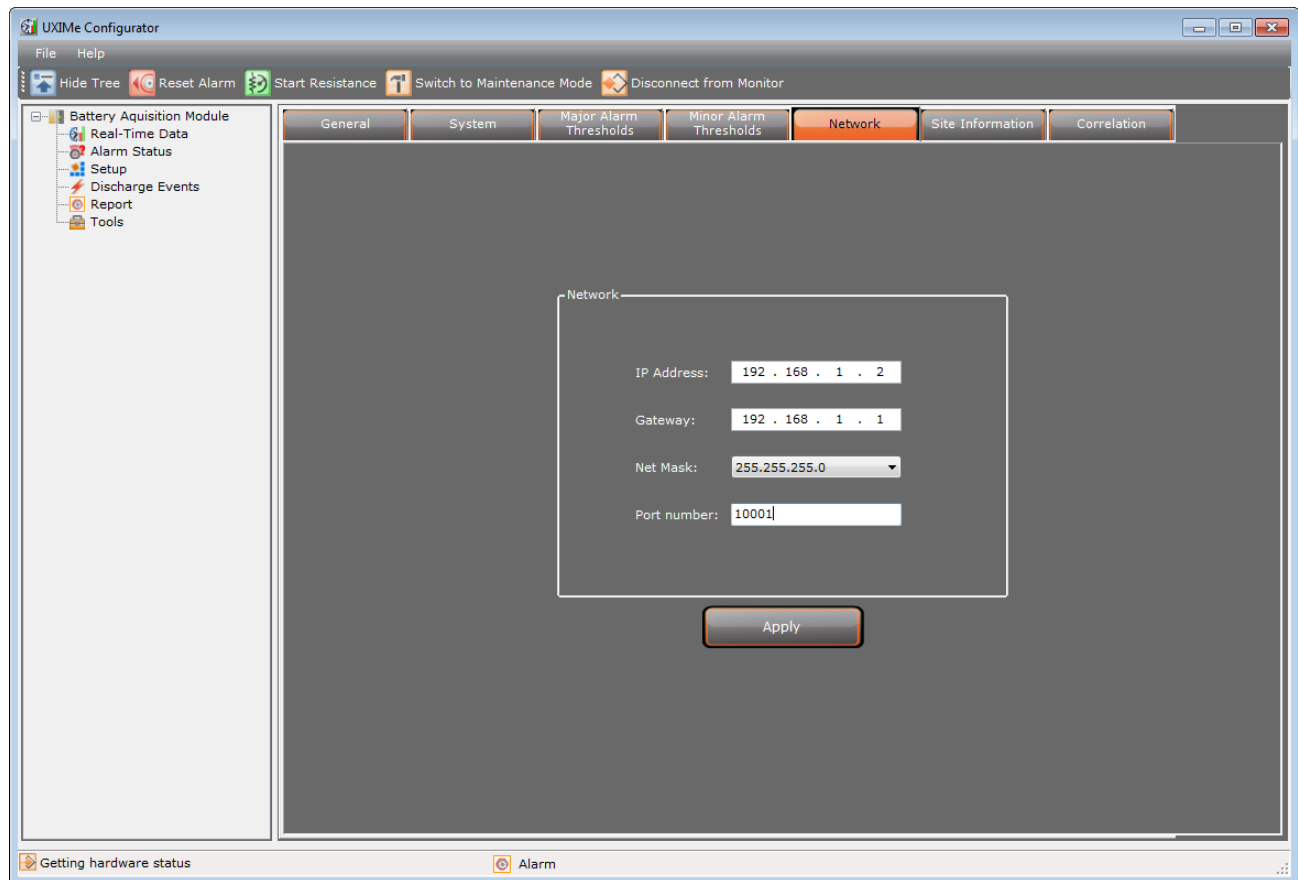 UXIMe Configurator
File Help
Hide Tree Reset Alarm Start Resistance Switch to Maintenance Mode Disconnect from Monitor
Battery Aquisition Module
Real-Time Data
Alarm Status
Setup
Discharge Events
Report
Tools
General System Major Alarm Thresholds Minor Alarm Thresholds Network Site Information Correlation
Network
IP Address: 192 . 168 . 1 . 2
Gateway: 192 . 168 . 1 . 1
Net Mask: 255.255.255.0
Port number: 10001
Apply
Getting hardware status Alarm